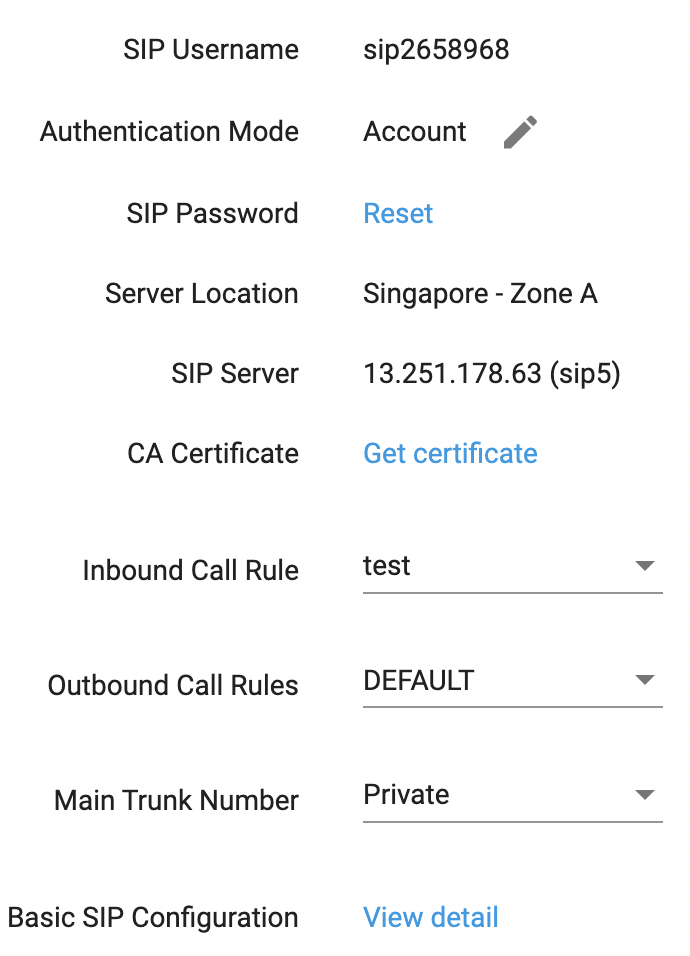 SIP Username sip2658968
Authentication Mode Account
SIP Password Reset
Server Location Singapore - Zone A
SIP Server 13.251.178.63 (sip5)
CA Certificate Get certificate
Inbound Call Rule test
Outbound Call Rules DEFAULT
Main Trunk Number Private
Basic SIP Configuration View detail